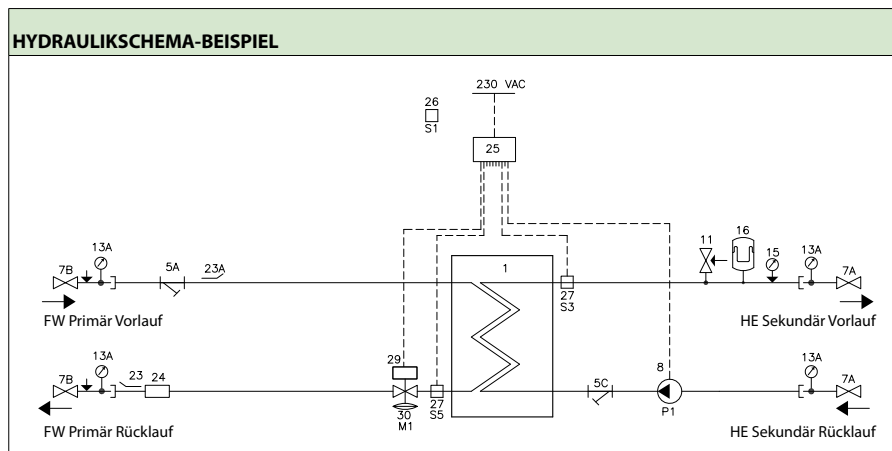 HYDRAULIKSCHEMA-BEISPIEL
230 VAC
26
S1
25
13A
7B
5A
23A
1
27
S3
11
16
15
13A
7A
FW Primär Vorlauf
HE Sekundär Vorlauf
13A
7B
23
24
29
30
M1
27
S5
5C
8
P1
13A
7A
FW Primär Rücklauf
HE Sekundär Rücklauf